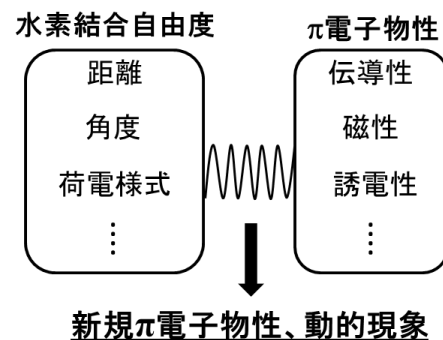 水素結合自由度
距離
角度
荷電様式
⋮
π電子物性
伝導性
磁性
誘電性
⋮
新規π電子物性、動的現象